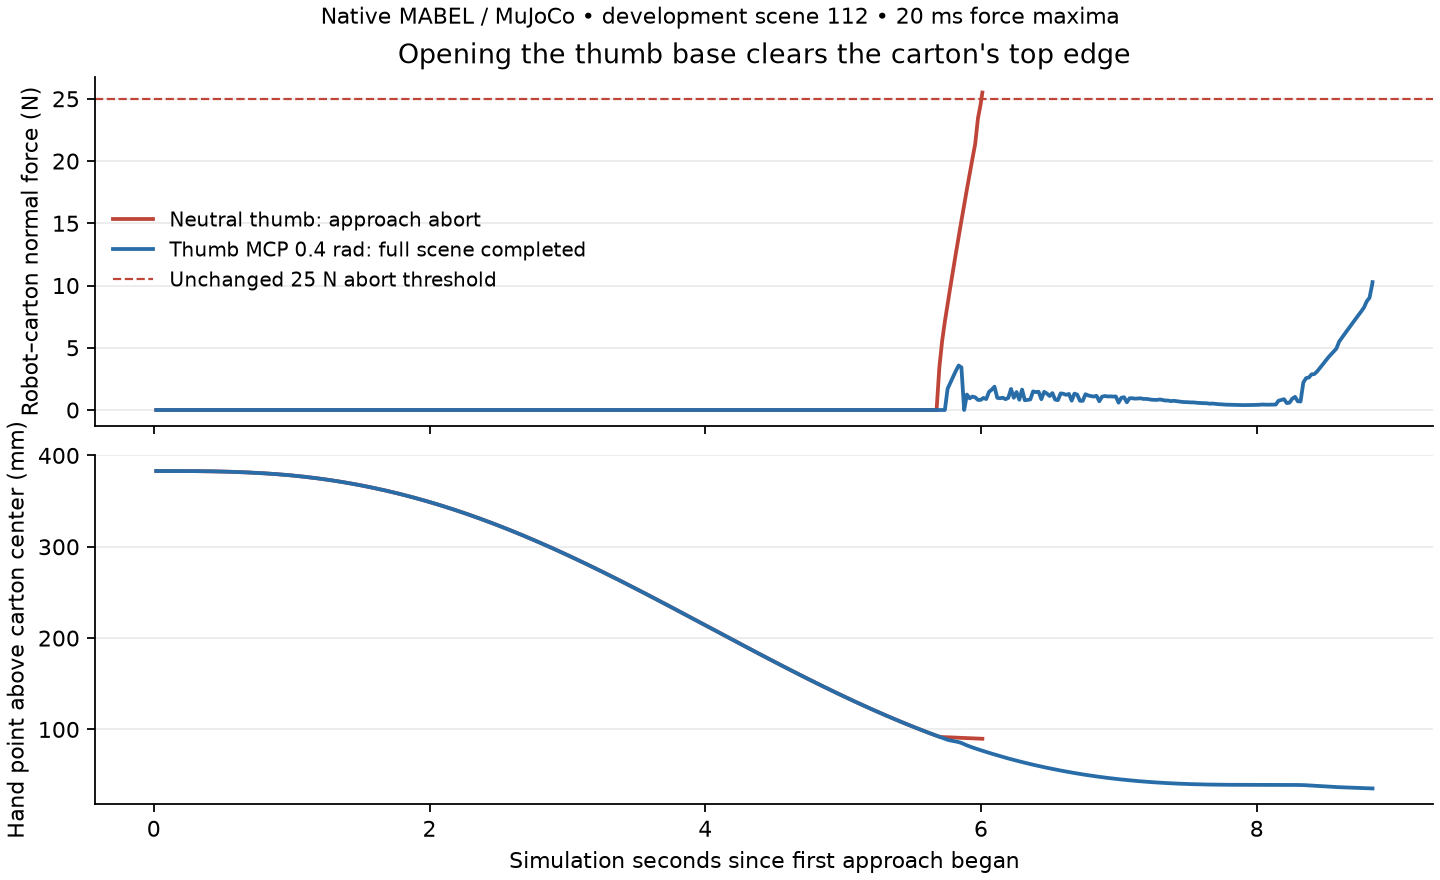 Native MABEL / MuJoCo • development scene 112 • 20 ms force maxima
Opening the thumb base clears the carton's top edge
Robot–carton normal force (N)
25
20
15
10
5
0
Neutral thumb: approach abort
Thumb MCP 0.4 rad: full scene completed
Unchanged 25 N abort threshold
Hand point above carton center (mm)
400
300
200
100
0 2 4 6 8
Simulation seconds since first approach began